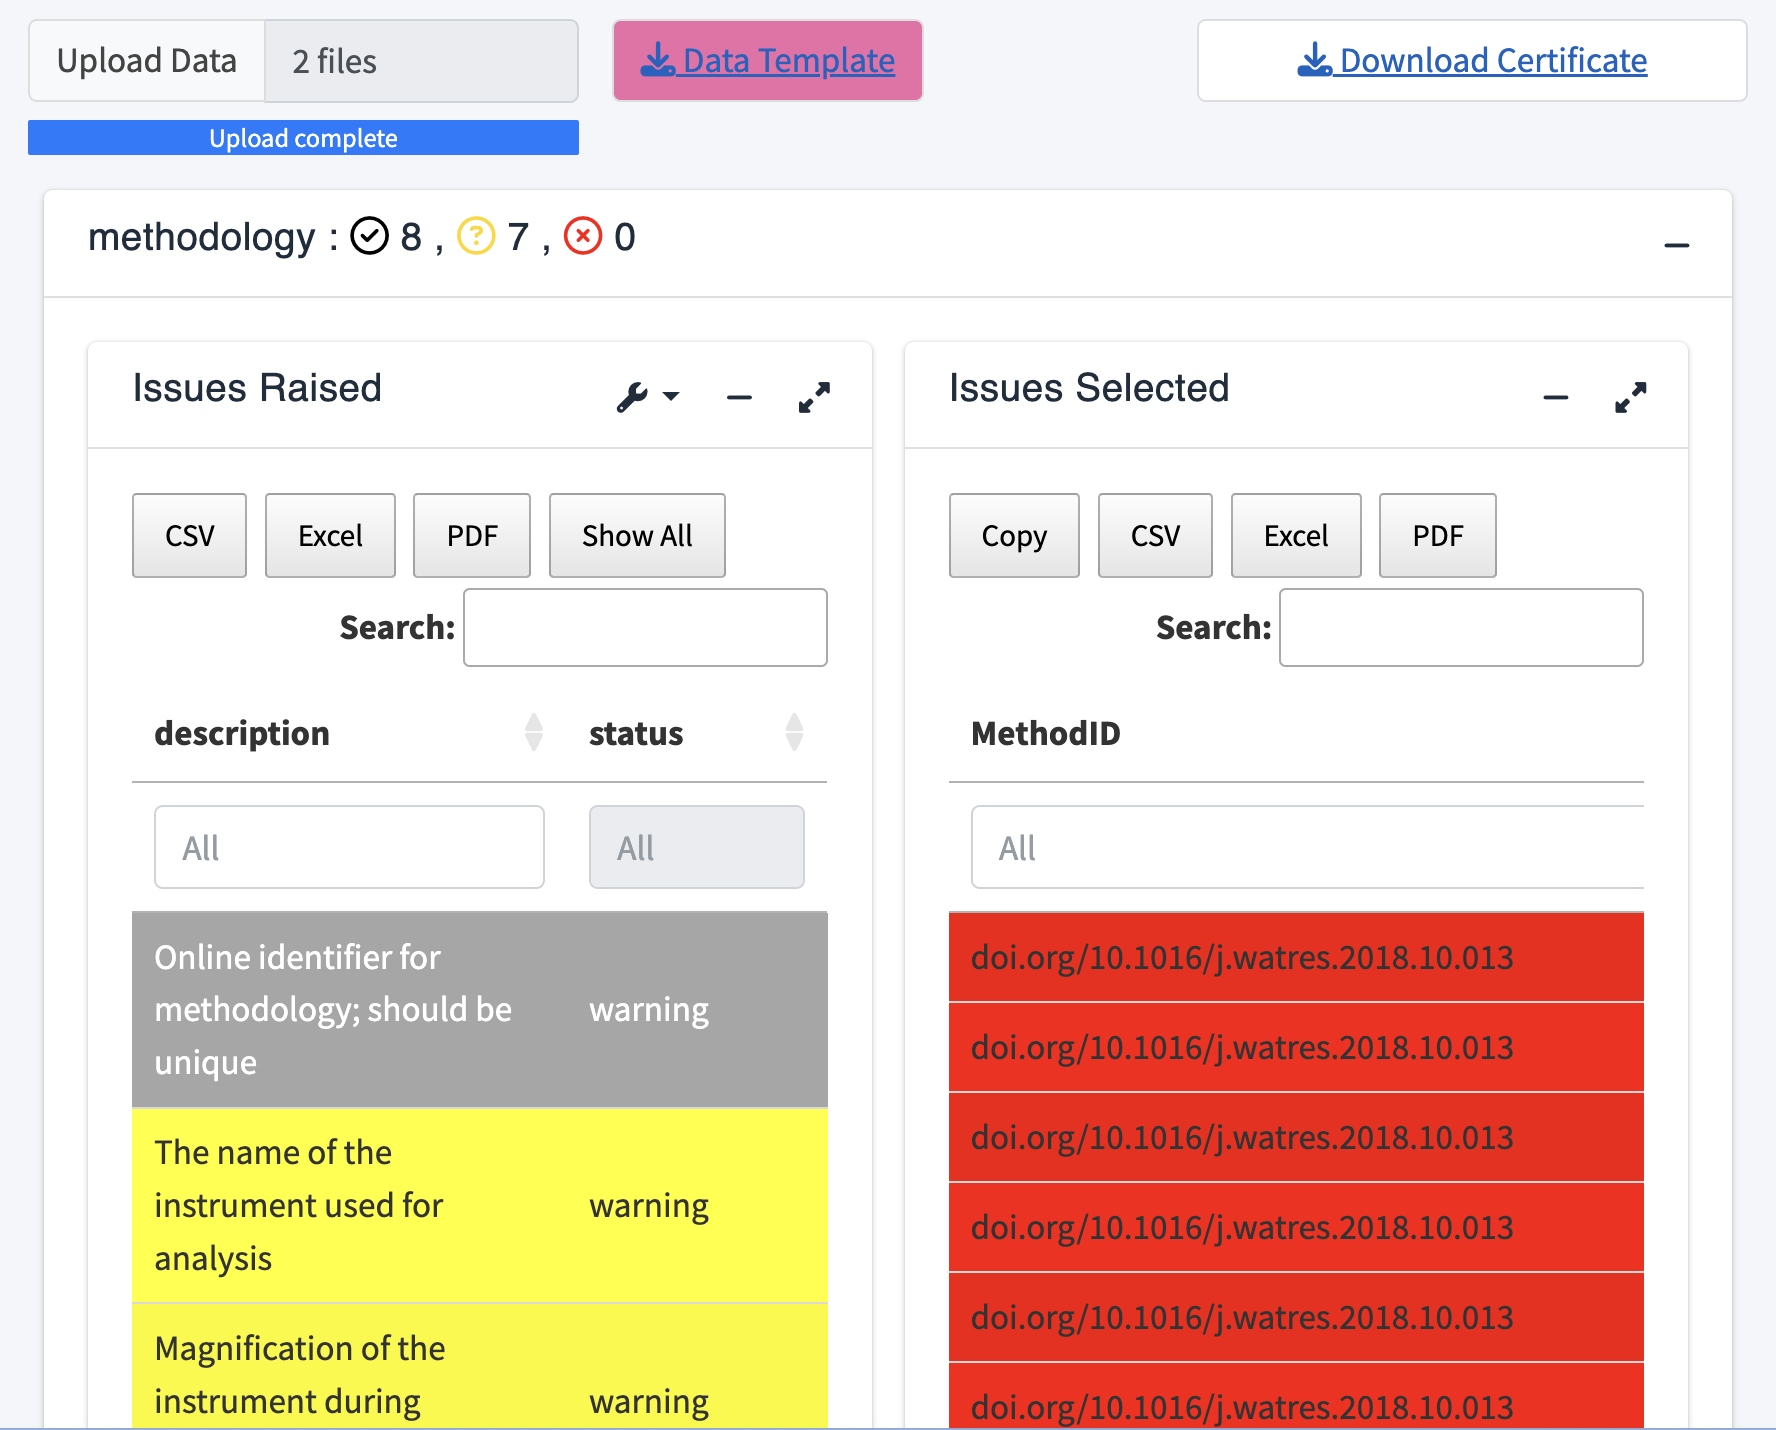 Upload Data
2 files
Data Template
Download Certificate
Upload complete
methodology : 8 , ? 7 , 0
Issues Raised
CSV
Excel
PDF
Show All
Search:
description
status
All
All
Online identifier for
methodology; should be
unique
warning
The name of the
instrument used for
analysis
warning
Magnification of the
instrument during
warning
Issues Selected
Copy
CSV
Excel
PDF
Search:
MethodID
All
doi.org/10.1016/j.watres.2018.10.013
doi.org/10.1016/j.watres.2018.10.013
doi.org/10.1016/j.watres.2018.10.013
doi.org/10.1016/j.watres.2018.10.013
doi.org/10.1016/j.watres.2018.10.013
doi.org/10.1016/j.watres.2018.10.013